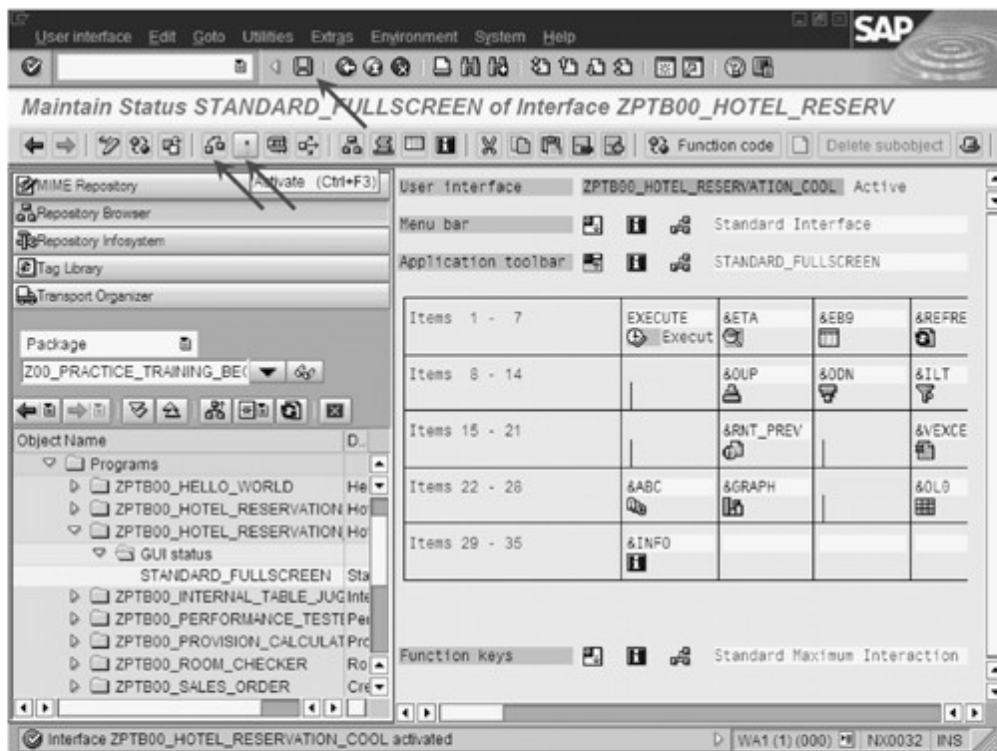 User interface Edit Goto Utilities Extras Environment System Help
SAP
Maintain Status STANDARD_FULLSCREEN of Interface ZPTB00_HOTEL_RESERV
Function code Delete subobject
Activate (Ctrl+F3)
MIME Repository
Repository Browser
Repository Infosystem
Tag Library
Transport Organizer
Package
Z00_PRACTICE_TRAINING_BEG
Object Name D..
Programs
ZPTB00_HELLO_WORLD He
ZPTB00_HOTEL_RESERVATION Ho
ZPTB00_HOTEL_RESERVATION Ho
GUI status
STANDARD_FULLSCREEN Sta
ZPTB00_INTERNAL_TABLE_JUG Inte
ZPTB00_PERFORMANCE_TESTE Per
ZPTB00_PROVISION_CALCULAT Pro
ZPTB00_ROOM_CHECKER Ro
ZPTB00_SALES_ORDER Cre
User interface ZPTB00_HOTEL_RESERVATION_COOL Active
Menu bar Standard Interface
Application toolbar STANDARD_FULLSCREEN
Items 1 - 7 EXECUTE &ETA &EB9 &REFRE
Execut
Items 8 - 14 &OUP &ODN &ILT
Items 15 - 21 &RNT_PREV &VEXCE
Items 22 - 28 &ABC &GRAPH &OL0
Items 29 - 35 &INFO
Function keys Standard Maximum Interaction
Interface ZPTB00_HOTEL_RESERVATION_COOL activated
WA1 (1) (000) NX0032 INS